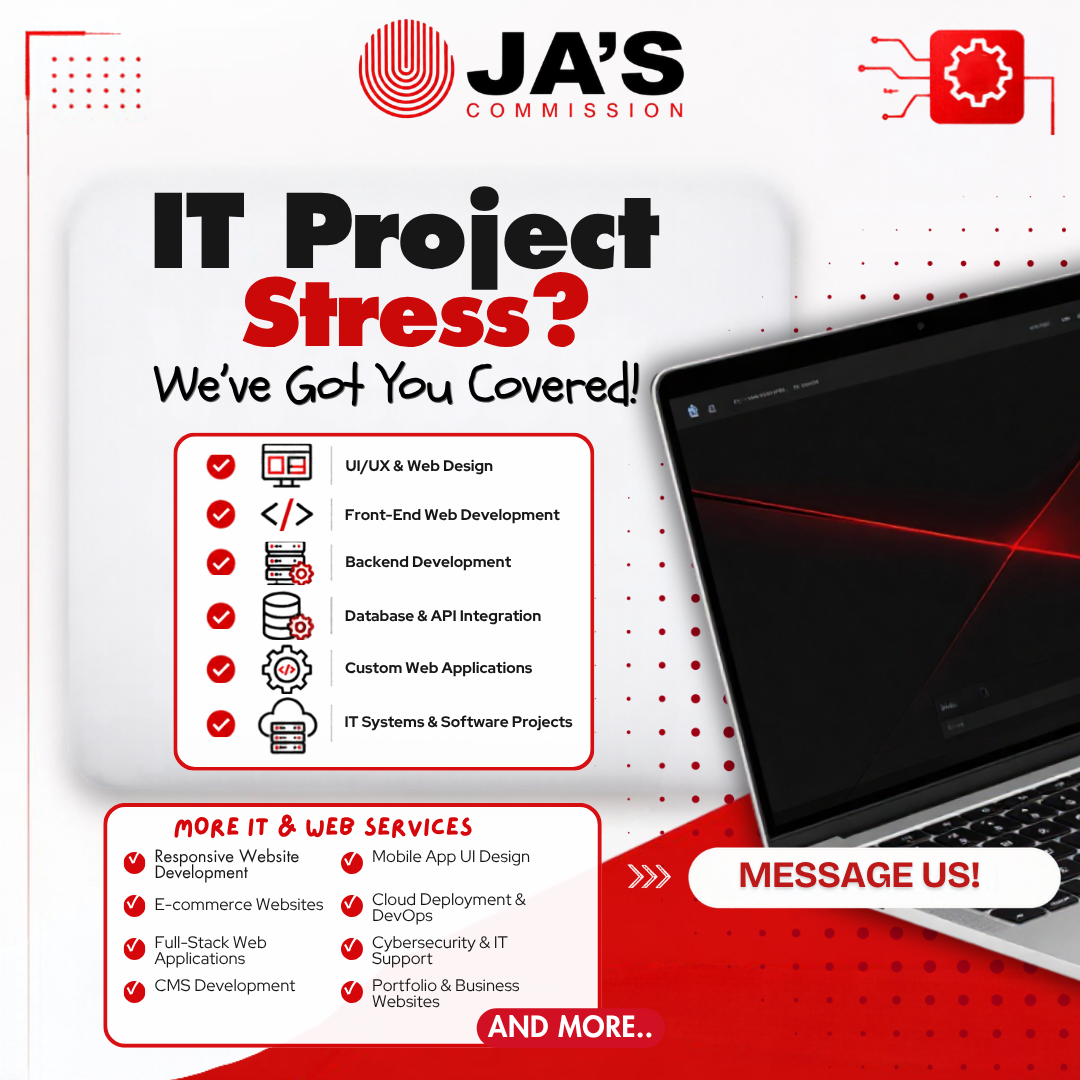 JA'S
COMMISSION
IT Project
Stress?
We've Got You Covered!
UI/UX & Web Design
</>
Front-End Web Development
Backend Development
Database & API Integration
</>
Custom Web Applications
IT Systems & Software Projects
MORE IT & WEB SERVICES
Responsive Website
Development
E-commerce Websites
Full-Stack Web
Applications
CMS Development
Mobile App UI Design
Cloud Deployment &
DevOps
Cybersecurity & IT
Support
Portfolio & Business
Websites
AND MORE..
MESSAGE US!